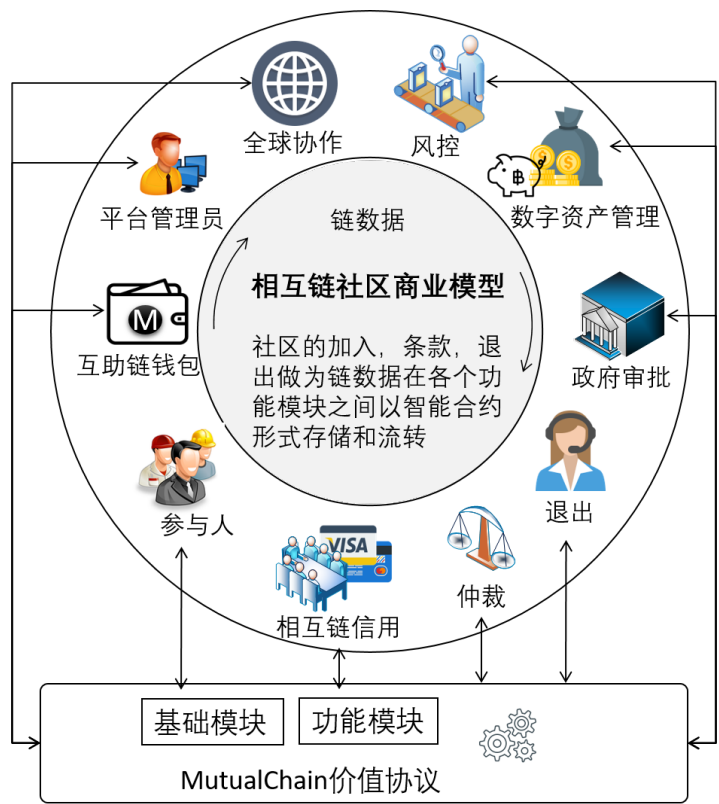 全球协作
风控
平台管理员
数字资产管理
链数据
相互链社区商业模型
M
互助链钱包
社区的加入，条款，退
出做为链数据在各个功
能模块之间以智能合约
形式存储和流转
政府审批
参与人
退出
VISA
相互链信用
仲裁
基础模块
功能模块
MutualChain价值协议